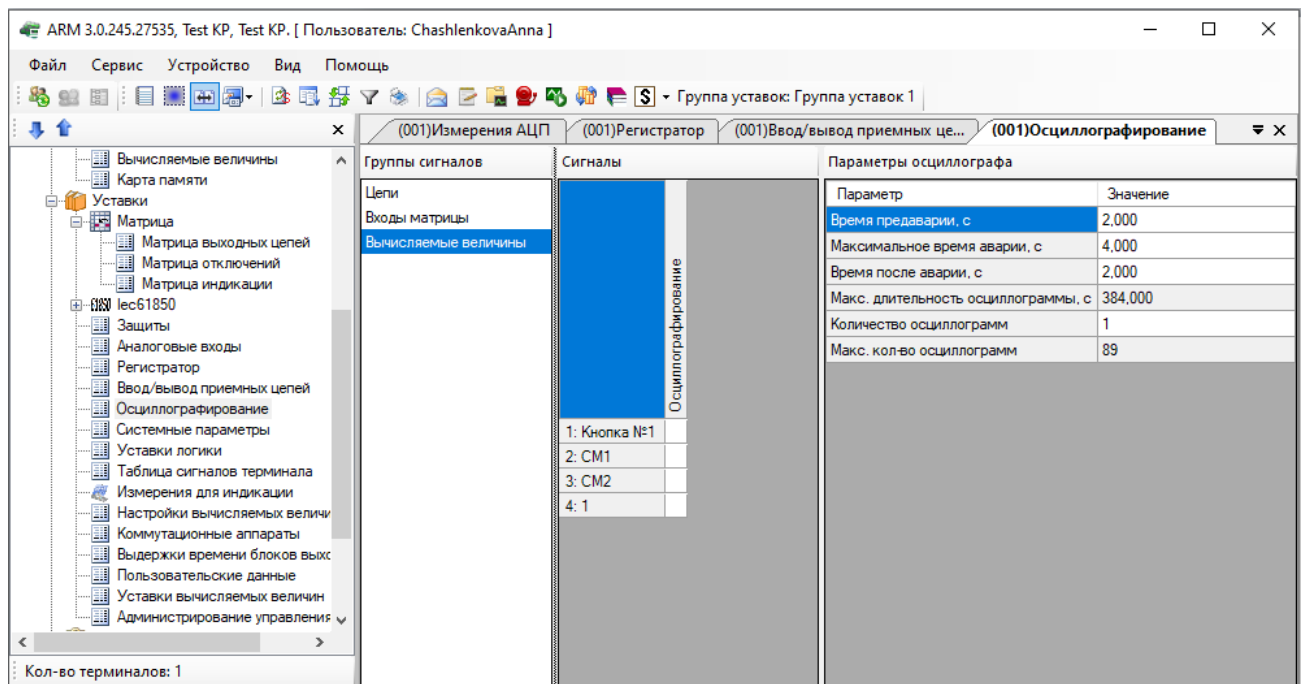 ARM 3.0.245.27535, Test KP, Test KP. [ Пользователь: ChashlenkovaAnna ]
Файл Сервис Устройство Вид Помощь
S Группа уставок: Группа уставок 1
(001)Измерения АЦП (001)Регистратор (001)Ввод/вывод приемных це... (001)Осциллографирование
Вычисляемые величины
Карта памяти
Уставки
Матрица
Матрица выходных цепей
Матрица отключений
Матрица индикации
Iec61850
Защиты
Аналоговые входы
Регистратор
Ввод/вывод приемных цепей
Осциллографирование
Системные параметры
Уставки логики
Таблица сигналов терминала
Измерения для индикации
Настройки вычисляемых величи
Коммутационные аппараты
Выдержки времени блоков выхо
Пользовательские данные
Уставки вычисляемых величин
Администрирование управления
Кол-во терминалов: 1
Группы сигналов
Цепи
Входы матрицы
Вычисляемые величины
Сигналы
Осциллографирование
1: Кнопка №1
2: СМ1
3: СМ2
4: 1
Параметры осциллографа
Параметр Значение
Время предаварии, с 2,000
Максимальное время аварии, с 4,000
Время после аварии, с 2,000
Макс. длительность осциллограммы, с 384,000
Количество осциллограмм 1
Макс. кол-во осциллограмм 89